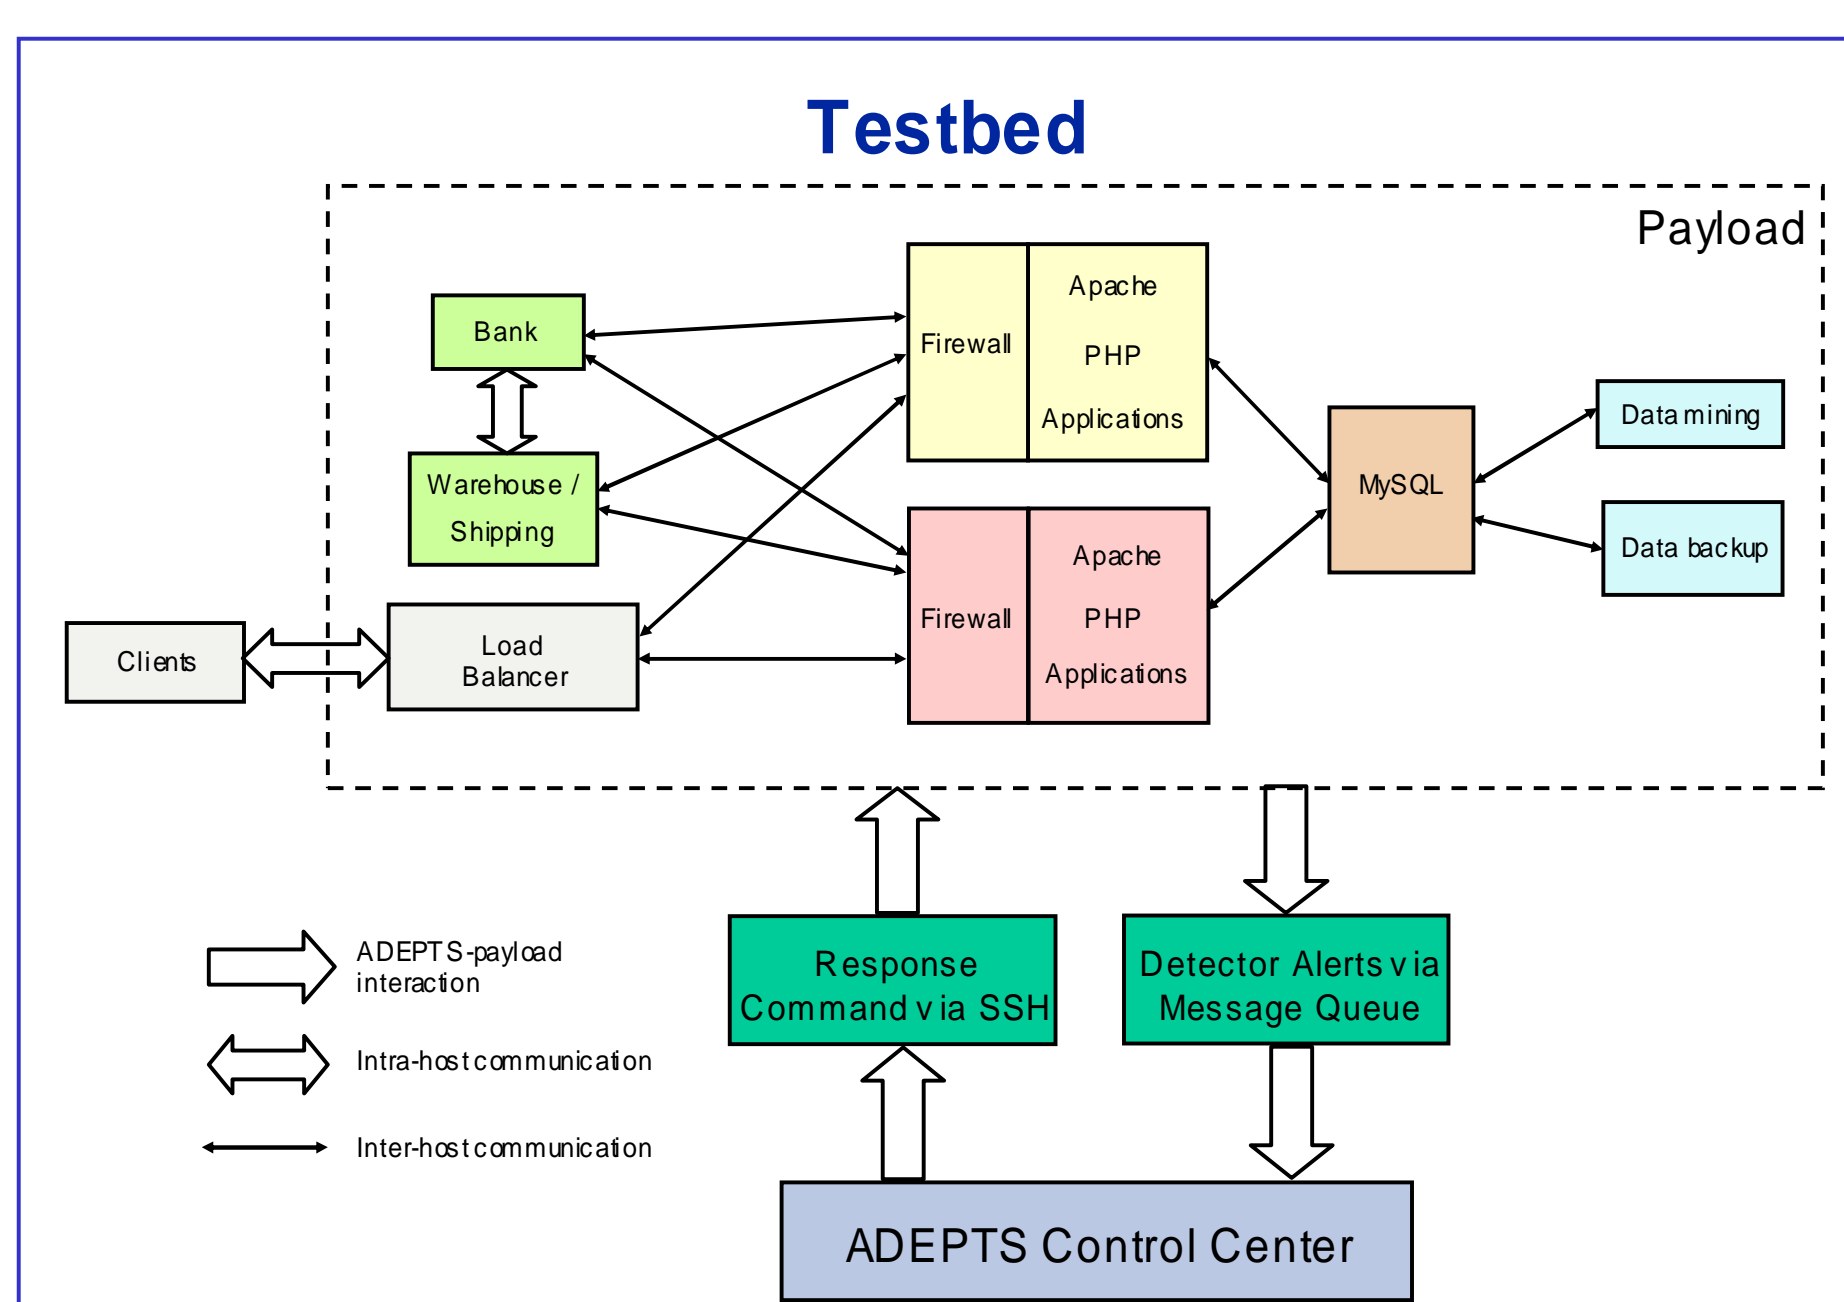 Testbed
Payload
Bank
Warehouse /
Shipping
Load
Balancer
Clients
Firewall
Apache
PHP
Applications
Firewall
Apache
PHP
Applications
MySQL
Data mining
Data backup
ADEPTS-payload
interaction
Intra-host communication
Inter-host communication
Response
Command via SSH
Detector Alerts via
Message Queue
ADEPTS Control Center